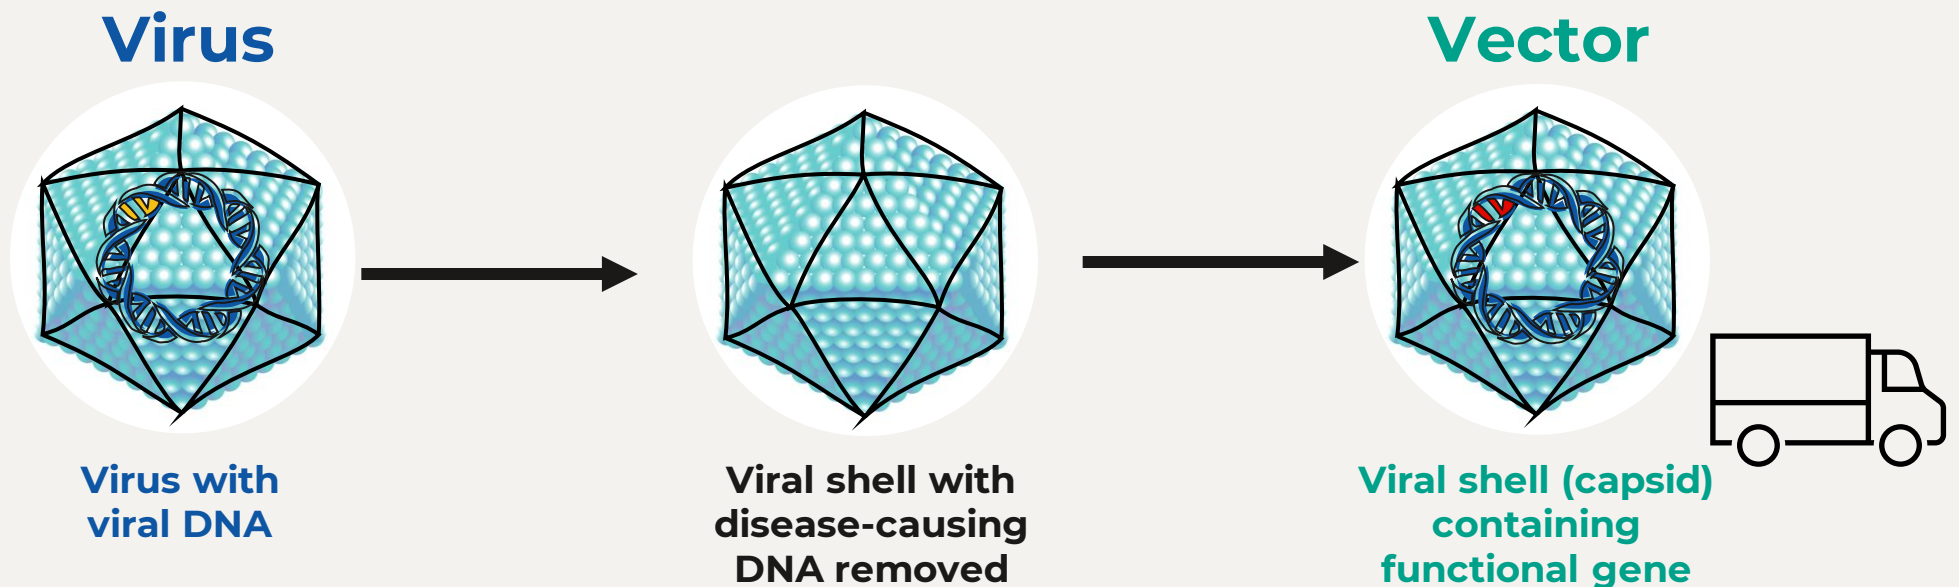 Virus
Vector
Virus with
viral DNA
Viral shell with
disease-causing
DNA removed
Viral shell (capsid)
containing
functional gene